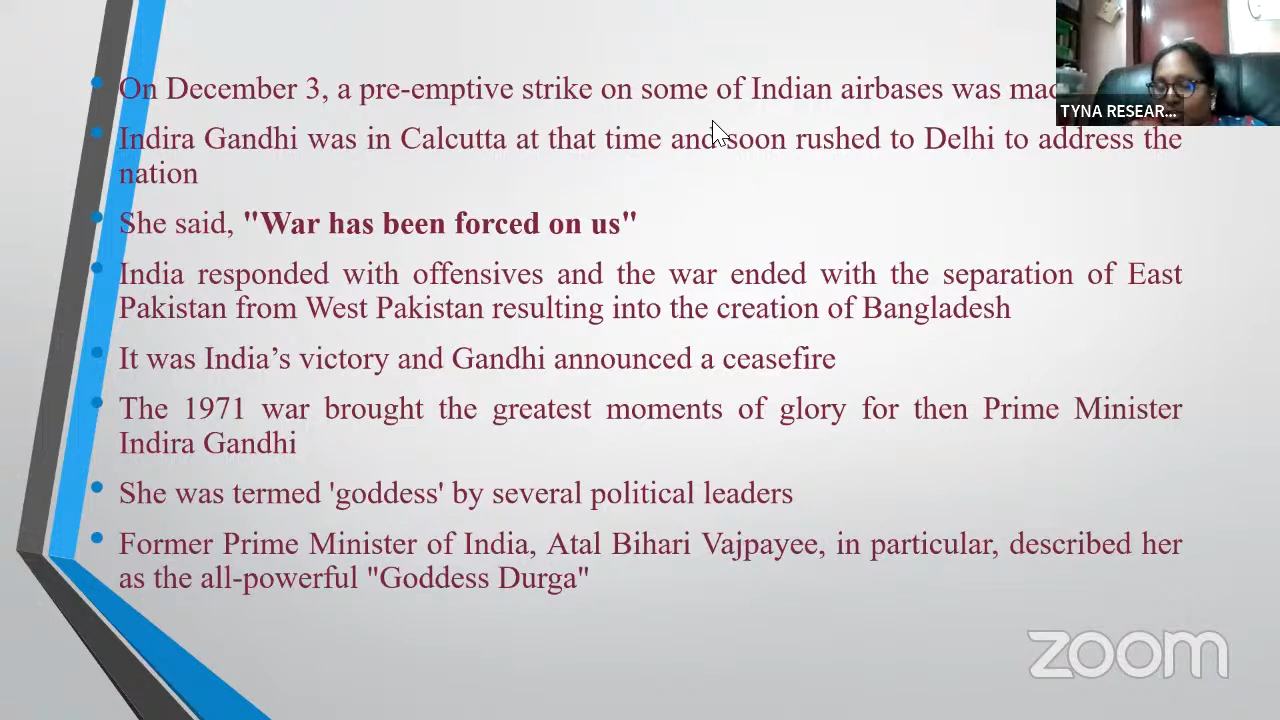 • On December 3, a pre-emptive strike on some of Indian airbases was
TYNA RESEAR...
• Indira Gandhi was in Calcutta at that time and soon rushed to Delhi to address the
nation
• She said, "War has been forced on us"
• India responded with offensives and the war ended with the separation of East
Pakistan from West Pakistan resulting into the creation of Bangladesh
• It was India’s victory and Gandhi announced a ceasefire
• The 1971 war brought the greatest moments of glory for then Prime Minister
Indira Gandhi
• She was termed 'goddess' by several political leaders
• Former Prime Minister of India, Atal Bihari Vajpayee, in particular, described her
as the all-powerful "Goddess Durga"
zoom